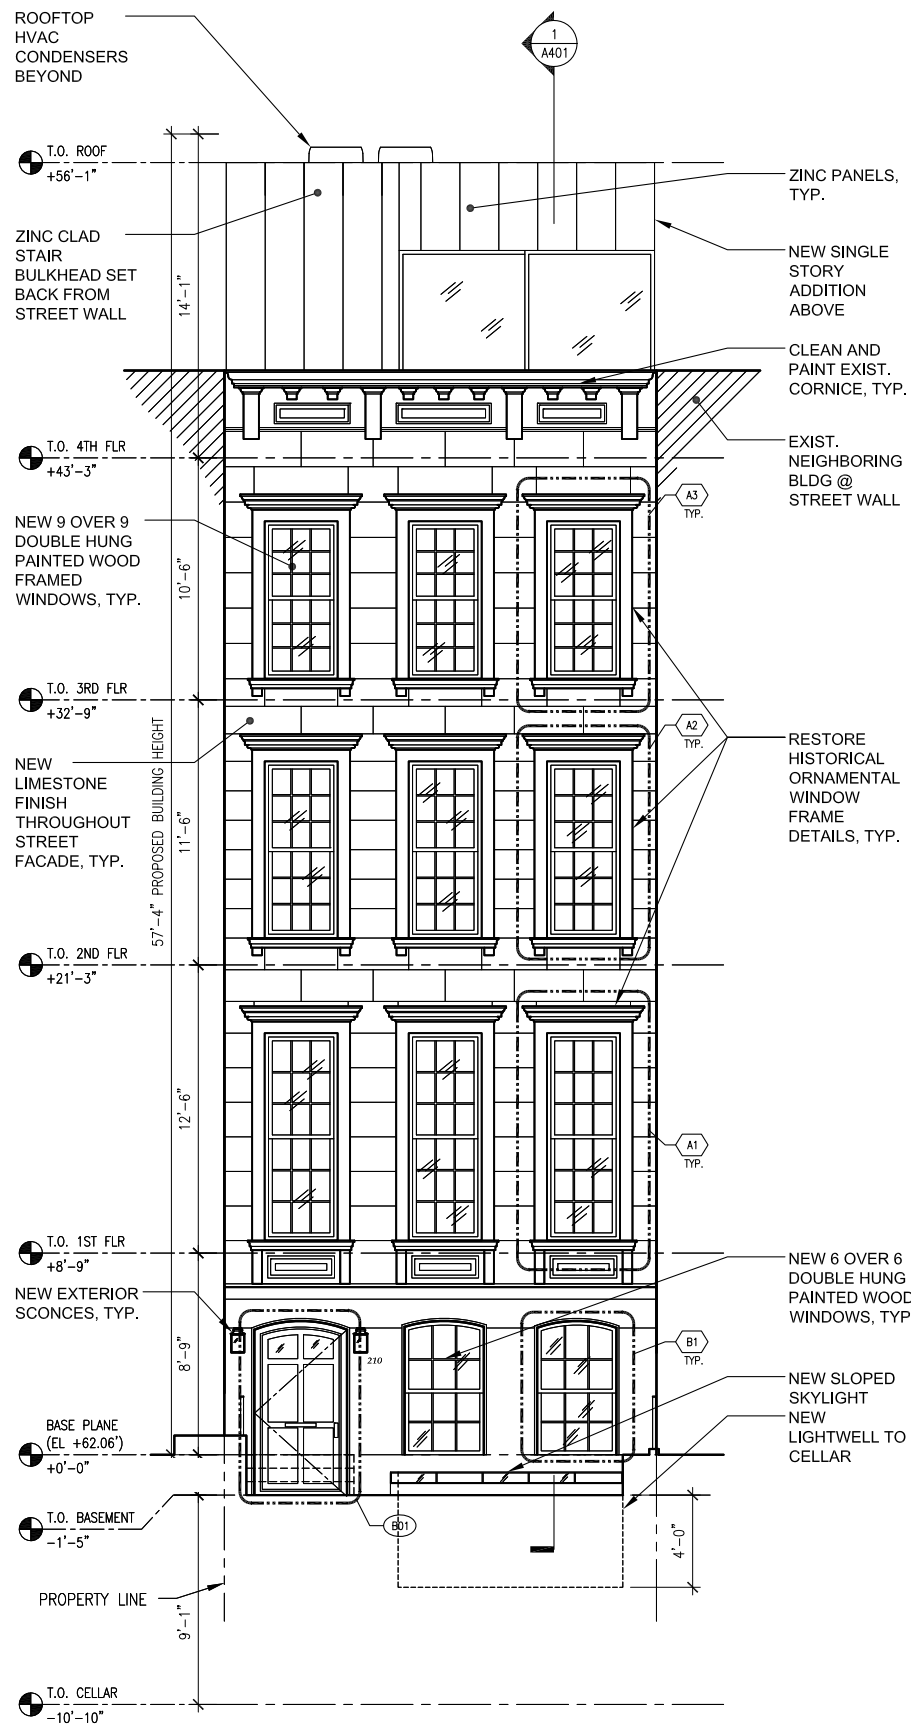 ROOFTOP
HVAC
CONDENSERS
BEYOND
1
A401
T.O. ROOF
+56'-1"
ZINC PANELS,
TYP.
ZINC CLAD
STAIR
BULKHEAD SET
BACK FROM
STREET WALL
NEW SINGLE
STORY
ADDITION
ABOVE
14'-1"
CLEAN AND
PAINT EXIST.
CORNICE, TYP.
EXIST.
NEIGHBORING
BLDG @
STREET WALL
T.O. 4TH FLR
+43'-3"
A3
TYP.
NEW 9 OVER 9
DOUBLE HUNG
PAINTED WOOD
FRAMED
WINDOWS, TYP.
10'-6"
T.O. 3RD FLR
+32'-9"
A2
TYP.
RESTORE
HISTORICAL
ORNAMENTAL
WINDOW
FRAME
DETAILS, TYP.
NEW
LIMESTONE
FINISH
THROUGHOUT
STREET
FACADE, TYP.
57'-4" PROPOSED BUILDING HEIGHT
11'-6"
T.O. 2ND FLR
+21'-3"
12'-6"
A1
TYP.
T.O. 1ST FLR
+8'-9"
NEW EXTERIOR
SCONCES, TYP.
NEW 6 OVER 6
DOUBLE HUNG
PAINTED WOOD
WINDOWS, TYP
8'-9"
210
B1
TYP.
NEW SLOPED
SKYLIGHT
NEW
LIGHTWELL TO
CELLAR
BASE PLANE
(EL +62.06')
+0'-0"
T.O. BASEMENT
-1'-5"
B01
4'-0"
PROPERTY LINE
9'-1"
T.O. CELLAR
-10'-10"